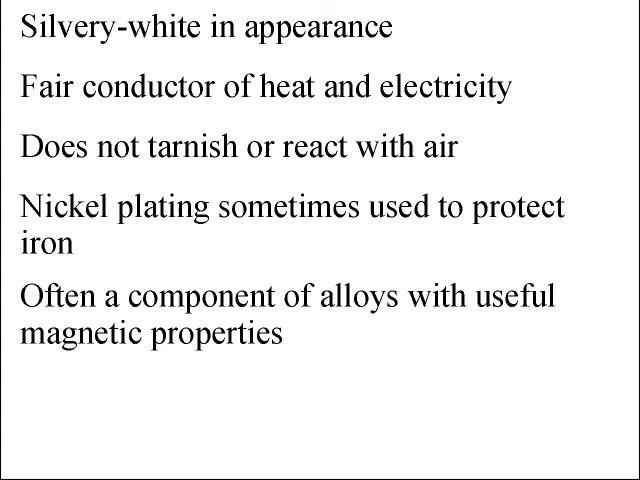 Silvery-white in appearance
Fair conductor of heat and electricity
Does not tarnish or react with air
Nickel plating sometimes used to protect
iron
Often a component of alloys with useful
magnetic properties